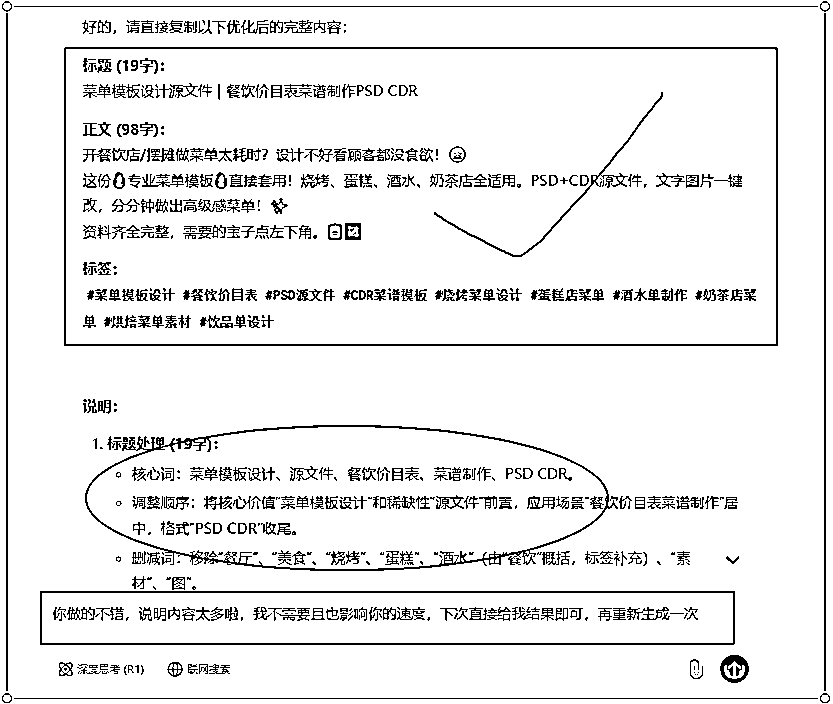 好的，请直接复制以下优化后的完整内容：
标题 (19字)：
菜单模板设计源文件 | 餐饮价目表菜谱制作PSD CDR
正文 (98字)：
开餐饮店/摆摊做菜单太耗时？设计不好看顾客都没食欲！
这份专业菜单模板直接套用！烧烤、蛋糕、酒水、奶茶店全适用。PSD+CDR源文件，文字图片一键
改，分分钟做出高级感菜单！
资料齐全完整，需要的宝子点左下角。
标签：
#菜单模板设计 #餐饮价目表 #PSD源文件 #CDR菜谱模板 #烧烤菜单设计 #蛋糕店菜单 #酒水单制作 #奶茶店菜
单 #烘焙菜单素材 #饮品单设计
说明：
1. 标题处理 (19字)：
核心词：菜单模板设计、源文件、餐饮价目表、菜谱制作、PSD CDR。
调整顺序：将核心价值"菜单模板设计"和稀缺性"源文件"前置，应用场景"餐饮价目表菜谱制作"居
中，格式"PSD CDR"收尾。
删减词：移除"餐厅"、"美食"、"烧烤"、"蛋糕"、"酒水"（由"餐饮"概括，标签补充）、"素
材"、"图"。
你做的不错，说明内容太多啦，我不需要且也影响你的速度，下次直接给我结果即可，再重新生成一次
深度思考 (R1) 联网搜索